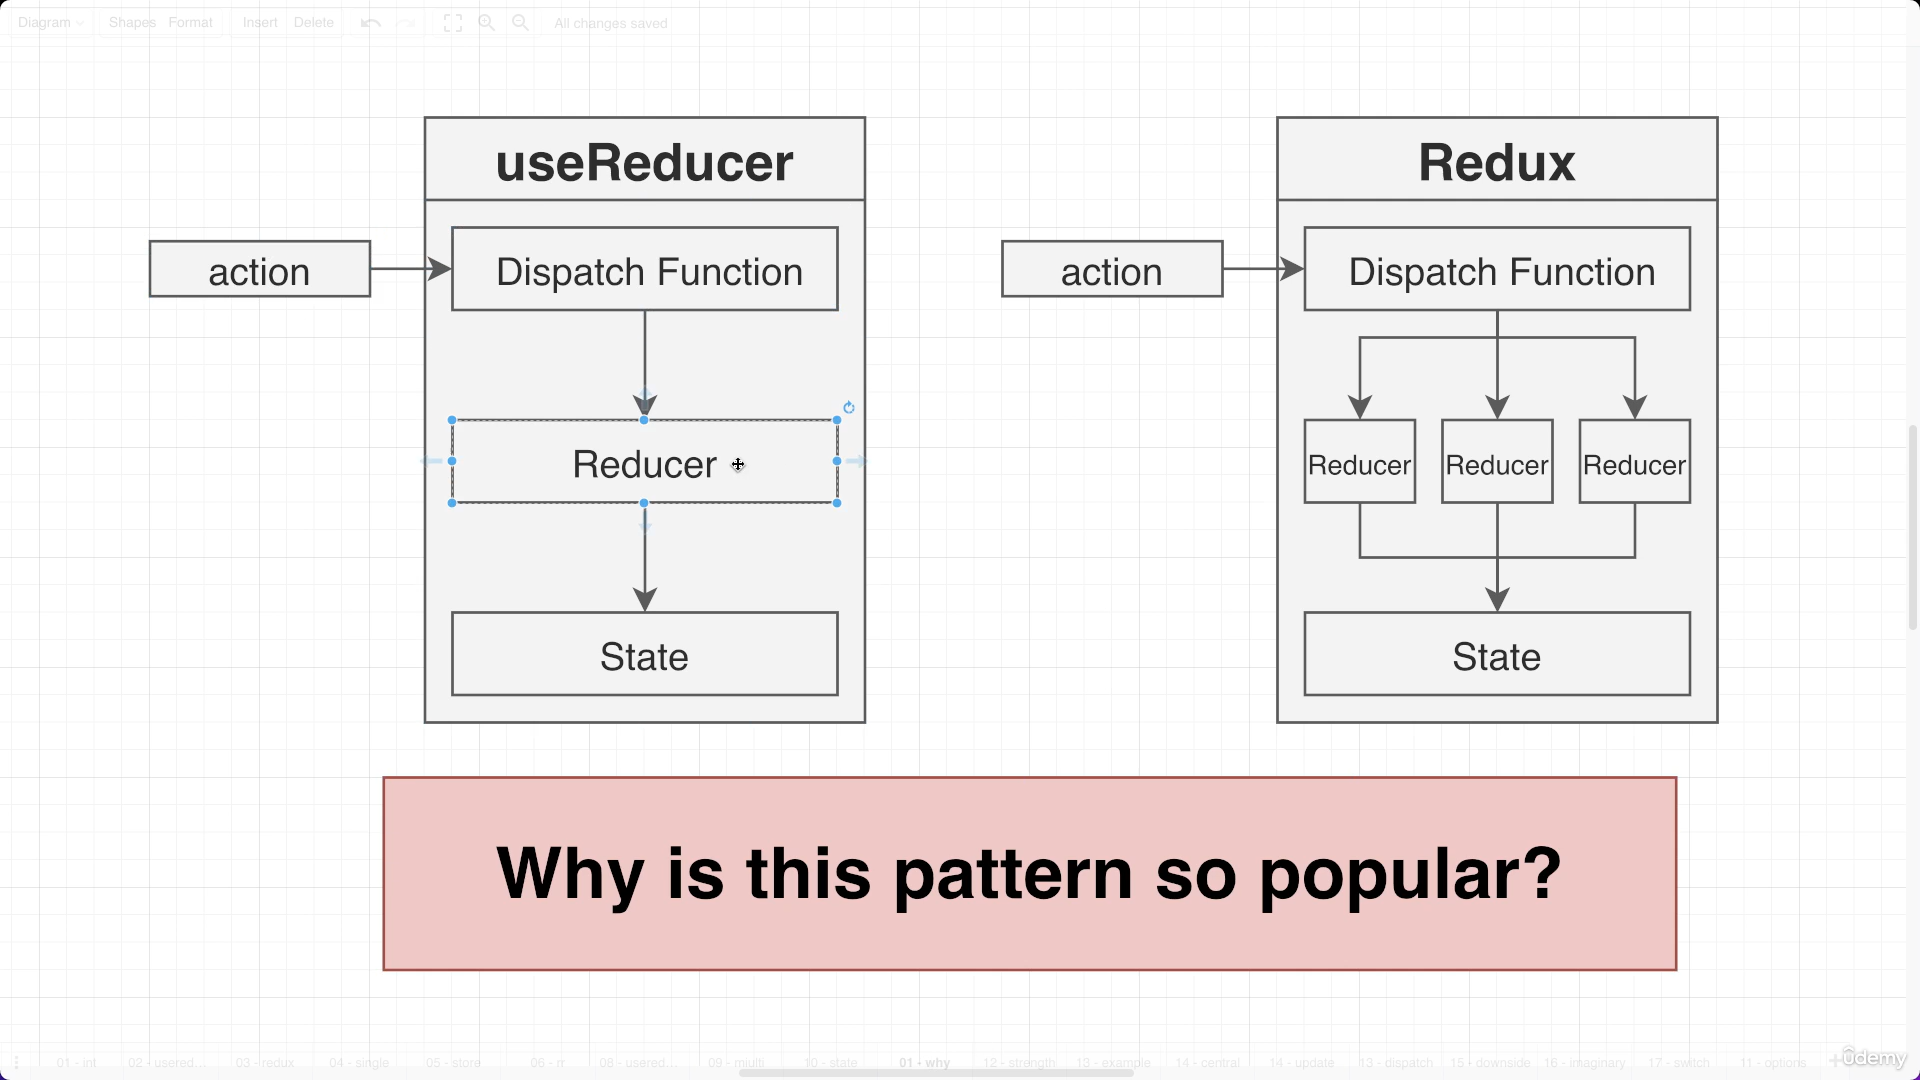 Diagram Shapes Format Insert Delete All changes saved
useReducer
Redux
action
Dispatch Function
action
Dispatch Function
Reducer
Reducer
Reducer
Reducer
State
State
Why is this pattern so popular?
01 - int 02 - usered... 03 - redux 04 - single 05 - store 06 - rr 08 - usered... 09 - miulti 10 - state 01 - why 12 - strength 13 - example 14 - central 14 - update 13 - dispatch 15 - downside 16 - imaginary 17 - switch 11 - options
ûdemy